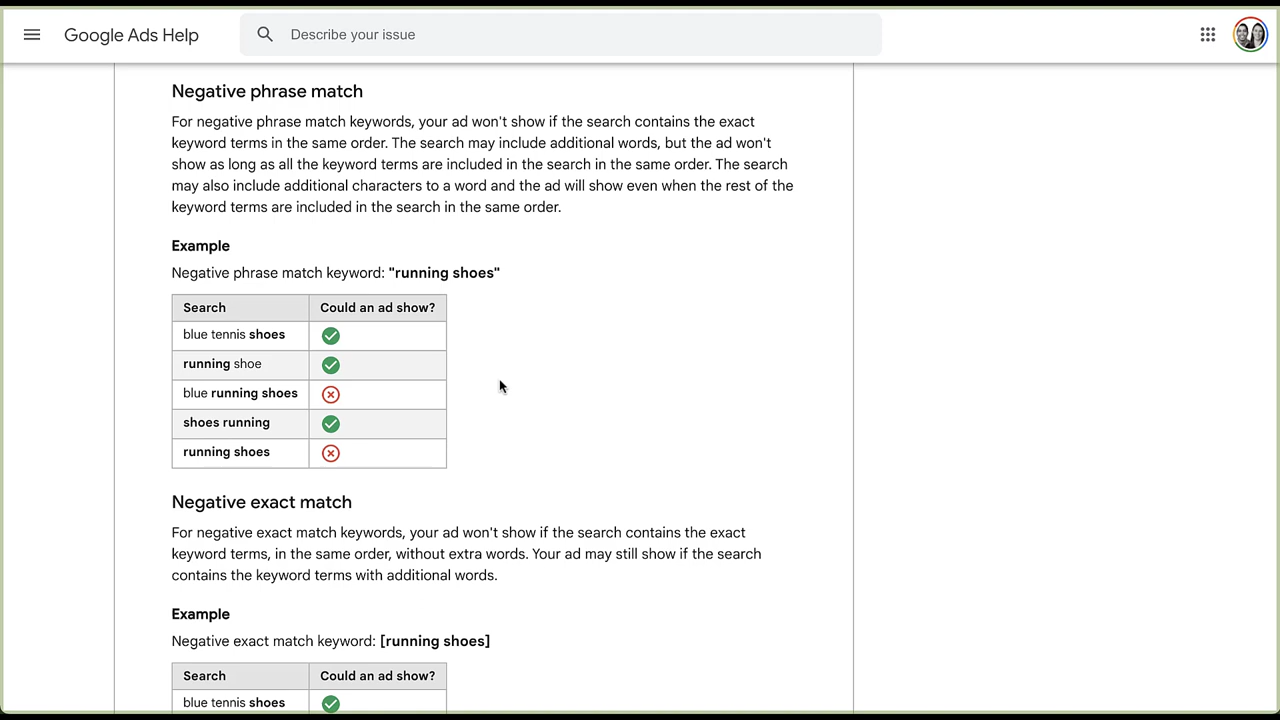 Google Ads Help
Describe your issue
Negative phrase match
For negative phrase match keywords, your ad won't show if the search contains the exact
keyword terms in the same order. The search may include additional words, but the ad won't
show as long as all the keyword terms are included in the search in the same order. The search
may also include additional characters to a word and the ad will show even when the rest of the
keyword terms are included in the search in the same order.
Example
Negative phrase match keyword: "running shoes"
Search Could an ad show?
blue tennis shoes
running shoe
blue running shoes
shoes running
running shoes
Negative exact match
For negative exact match keywords, your ad won't show if the search contains the exact
keyword terms, in the same order, without extra words. Your ad may still show if the search
contains the keyword terms with additional words.
Example
Negative exact match keyword: [running shoes]
Search Could an ad show?
blue tennis shoes